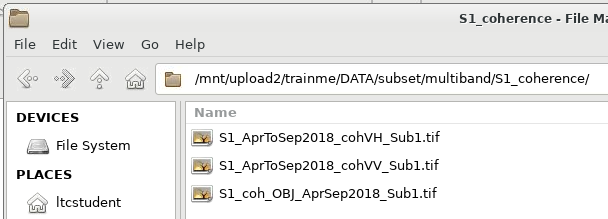 S1_coherence - File Ma
File Edit View Go Help
/mnt/upload2/trainme/DATA/subset/multiband/S1_coherence/
DEVICES
File System
PLACES
ltcstudent
Name
S1_AprToSep2018_cohVH_Sub1.tif
S1_AprToSep2018_cohVV_Sub1.tif
S1_coh_OBJ_AprSep2018_Sub1.tif